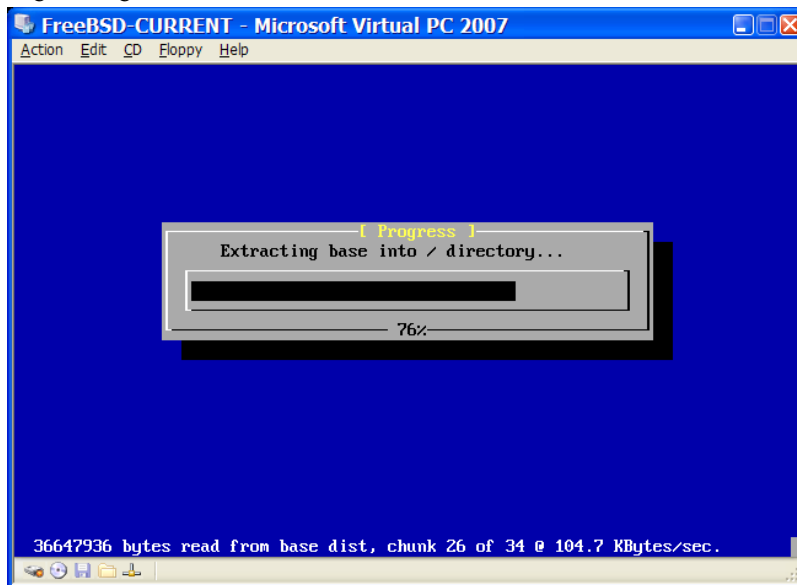 FreeBSD-CURRENT - Microsoft Virtual PC 2007
Action Edit CD Floppy Help
[ Progress ]
Extracting base into / directory...
76%
36647936 bytes read from base dist, chunk 26 of 34 @ 104.7 KBytes/sec.